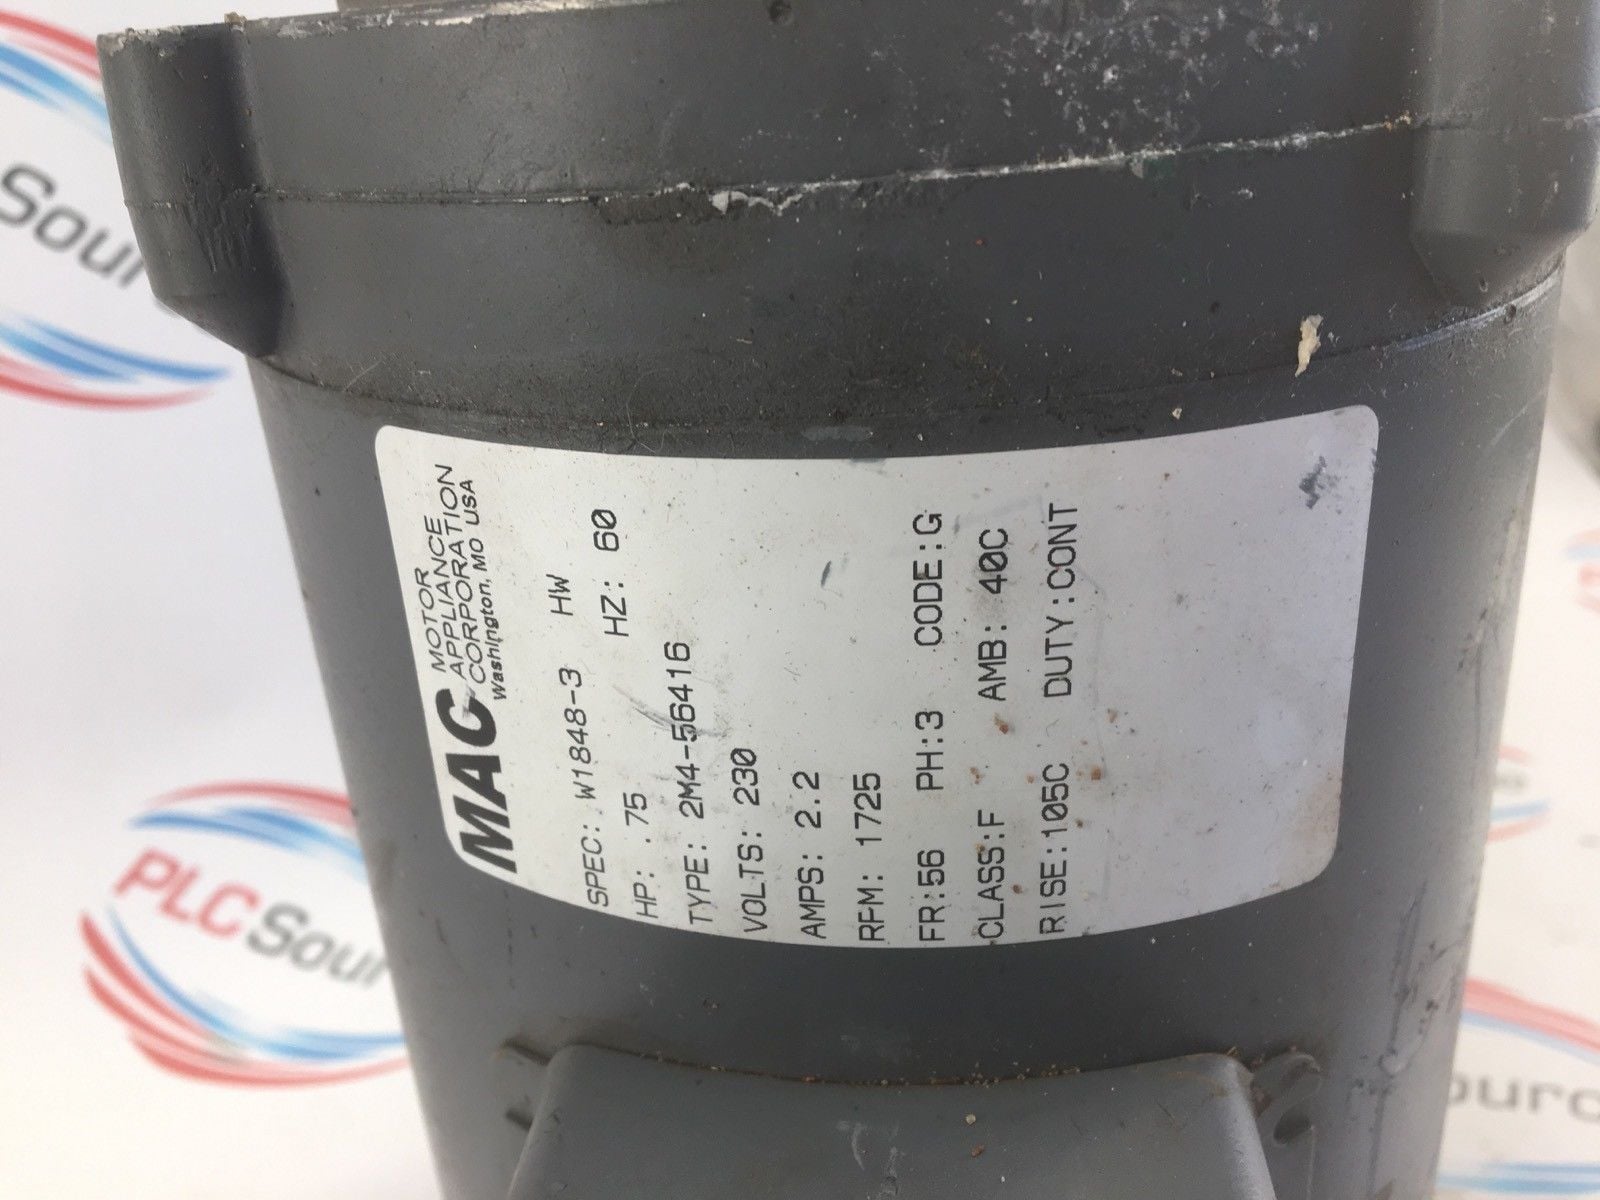 MAC MOTOR
APPLIANCE
CORPORATION
Washington, MO USA
SPEC: W1848-3 HW
HP: .75 HZ: 60
TYPE: 2M4-56416
VOLTS: 230
AMPS: 2.2
RPM: 1725
FR:56 PH:3 CODE:G
CLASS:F AMB: 40C
RISE:105C DUTY:CONT
Sour
PLC Sour
ourc